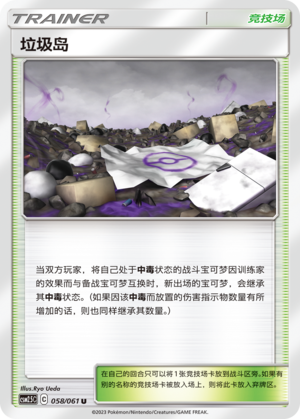 TRAINER 竞技场
垃圾岛
当双方玩家，将自己处于中毒状态的战斗宝可梦因训练家
的效果而与备战宝可梦互换时，新出场的宝可梦，会继承
其中毒状态。（如果因该中毒而放置的伤害指示物数量有所
增加的话，则也同样继承其数量。）
Illus.Ryo Ueda
在自己的回合只可以将1张竞技场卡放到战斗区旁。如果有
别的名称的竞技场卡被放入场上，则将此卡放入弃牌区。
C 058/061 U
©2023 Pokémon/Nintendo/Creatures/GAME FREAK.